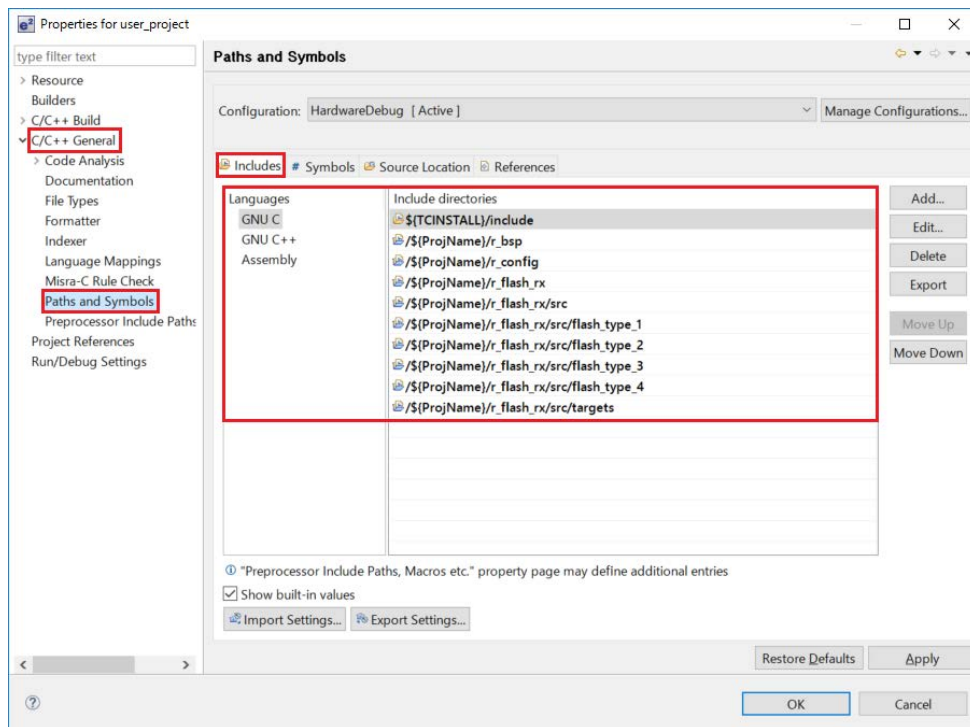 e² Properties for user_project
type filter text
Resource
Builders
C/C++ Build
C/C++ General
Code Analysis
Documentation
File Types
Formatter
Indexer
Language Mappings
Misra-C Rule Check
Paths and Symbols
Preprocessor Include Paths
Project References
Run/Debug Settings
Paths and Symbols
Configuration: HardwareDebug [ Active ]
Manage Configurations...
Includes # Symbols Source Location References
Languages
GNU C
GNU C++
Assembly
Include directories
${TCINSTALL}/include
/${ProjName}/r_bsp
/${ProjName}/r_config
/${ProjName}/r_flash_rx
/${ProjName}/r_flash_rx/src
/${ProjName}/r_flash_rx/src/flash_type_1
/${ProjName}/r_flash_rx/src/flash_type_2
/${ProjName}/r_flash_rx/src/flash_type_3
/${ProjName}/r_flash_rx/src/flash_type_4
/${ProjName}/r_flash_rx/src/targets
Add...
Edit...
Delete
Export
Move Up
Move Down
"Preprocessor Include Paths, Macros etc." property page may define additional entries
Show built-in values
Import Settings... Export Settings...
Restore Defaults Apply
OK Cancel